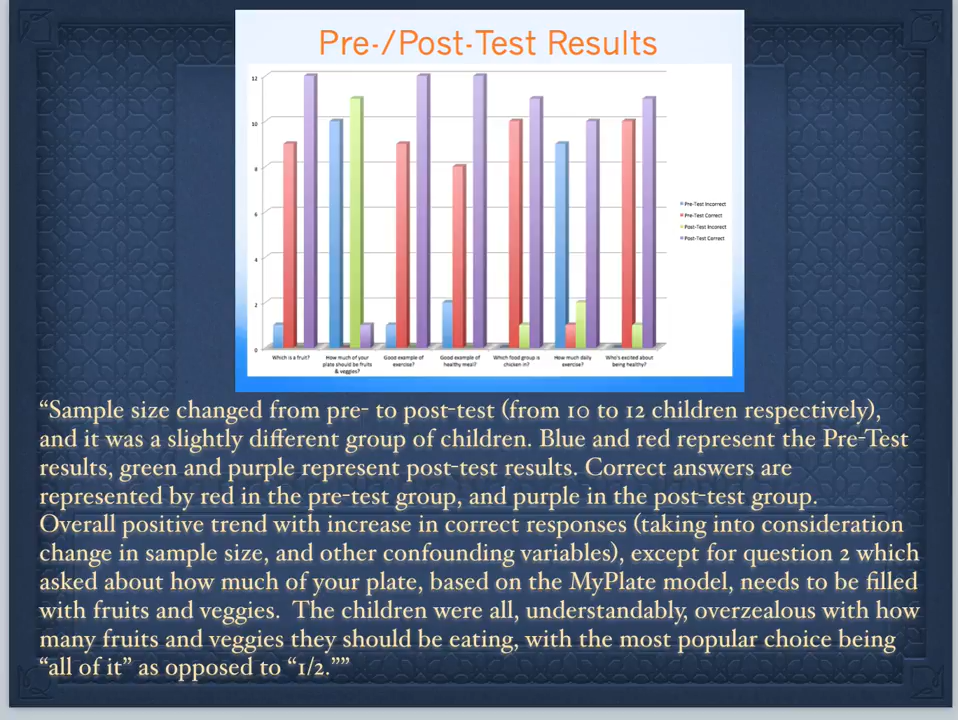 Pre-/Post-Test Results
12
10
8
6
4
2
0
Which is a fruit?
How much of your
plate should be fruits
& veggies?
Good example of
exercise?
Good example of
healthy meal?
Which food group is
chicken in?
How much daily
exercise?
Who's excited about
being healthy?
Pre-Test Incorrect
Pre-Test Correct
Post-Test Incorrect
Post-Test Correct
“Sample size changed from pre- to post-test (from 10 to 12 children respectively),
and it was a slightly different group of children. Blue and red represent the Pre-Test
results, green and purple represent post-test results. Correct answers are
represented by red in the pre-test group, and purple in the post-test group.
Overall positive trend with increase in correct responses (taking into consideration
change in sample size, and other confounding variables), except for question 2 which
asked about how much of your plate, based on the MyPlate model, needs to be filled
with fruits and veggies.  The children were all, understandably, overzealous with how
many fruits and veggies they should be eating, with the most popular choice being
“all of it” as opposed to “1/2.””